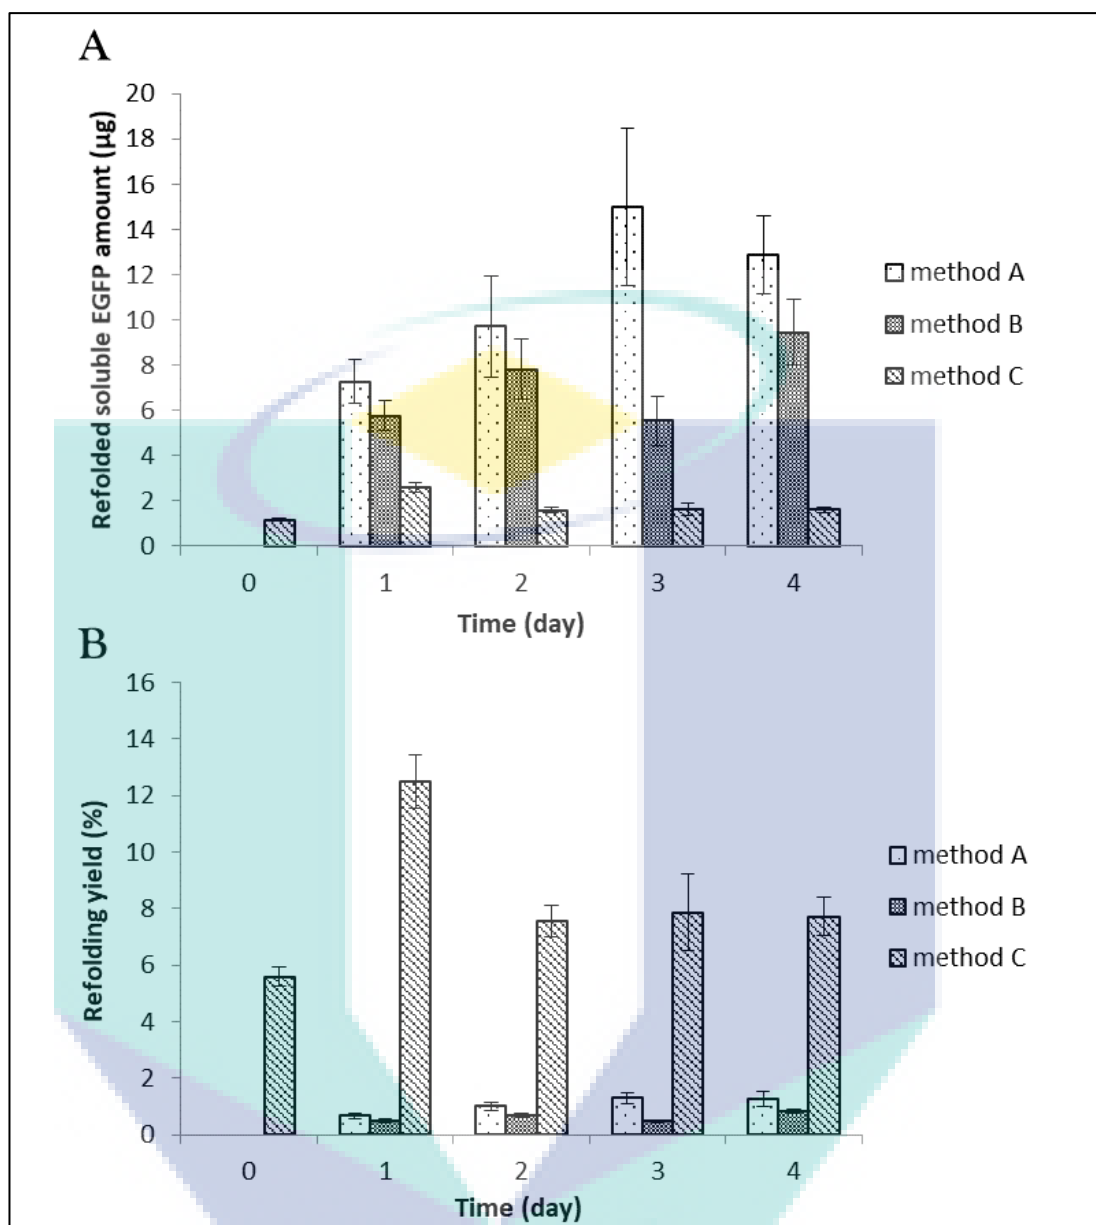 A
Refolded soluble EGFP amount (µg)
20
18
16
14
12
10
8
6
4
2
0
0 1 2 3 4
Time (day)
method A
method B
method C
B
Refolding yield (%)
16
14
12
10
8
6
4
2
0
0 1 2 3 4
Time (day)
method A
method B
method C